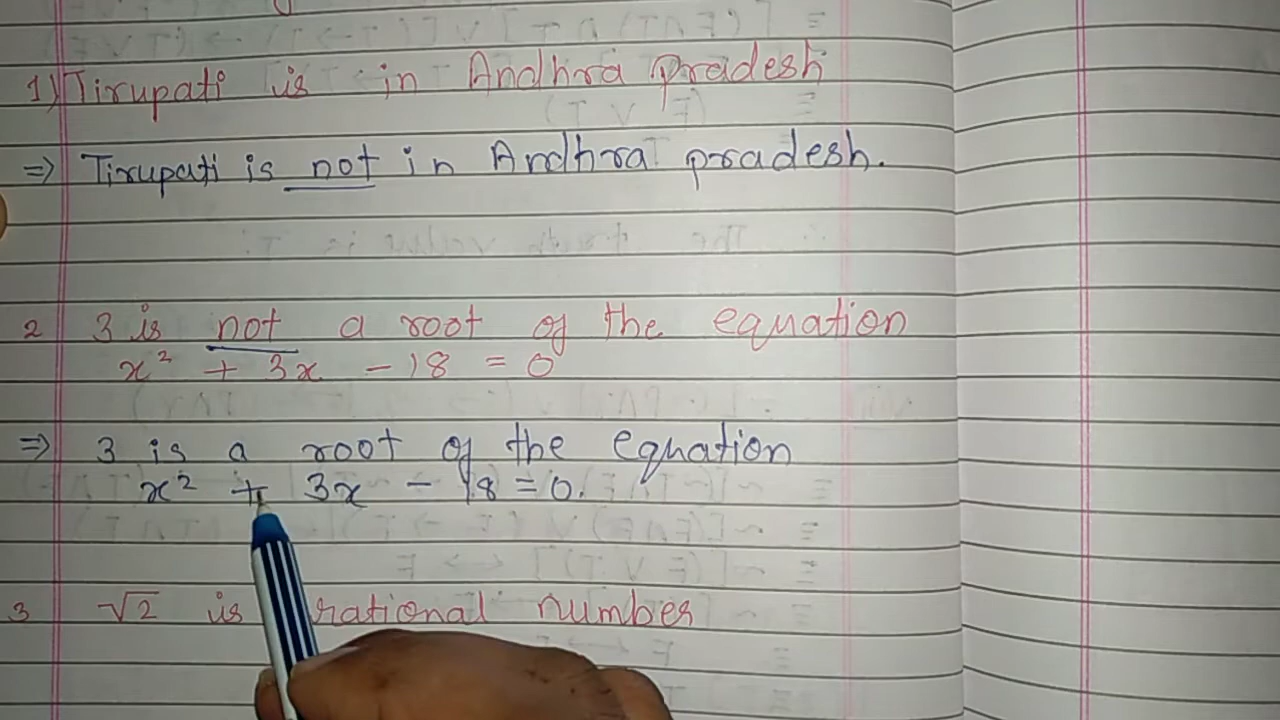 1) Tirupati is in Andhra pradesh
⇒ Tirupati is not in Andhra pradesh.
2 3 is not a root of the equation
x² + 3x - 18 = 0
⇒ 3 is a root of the equation
x² + 3x - 18 = 0.
3 √2 is rational number